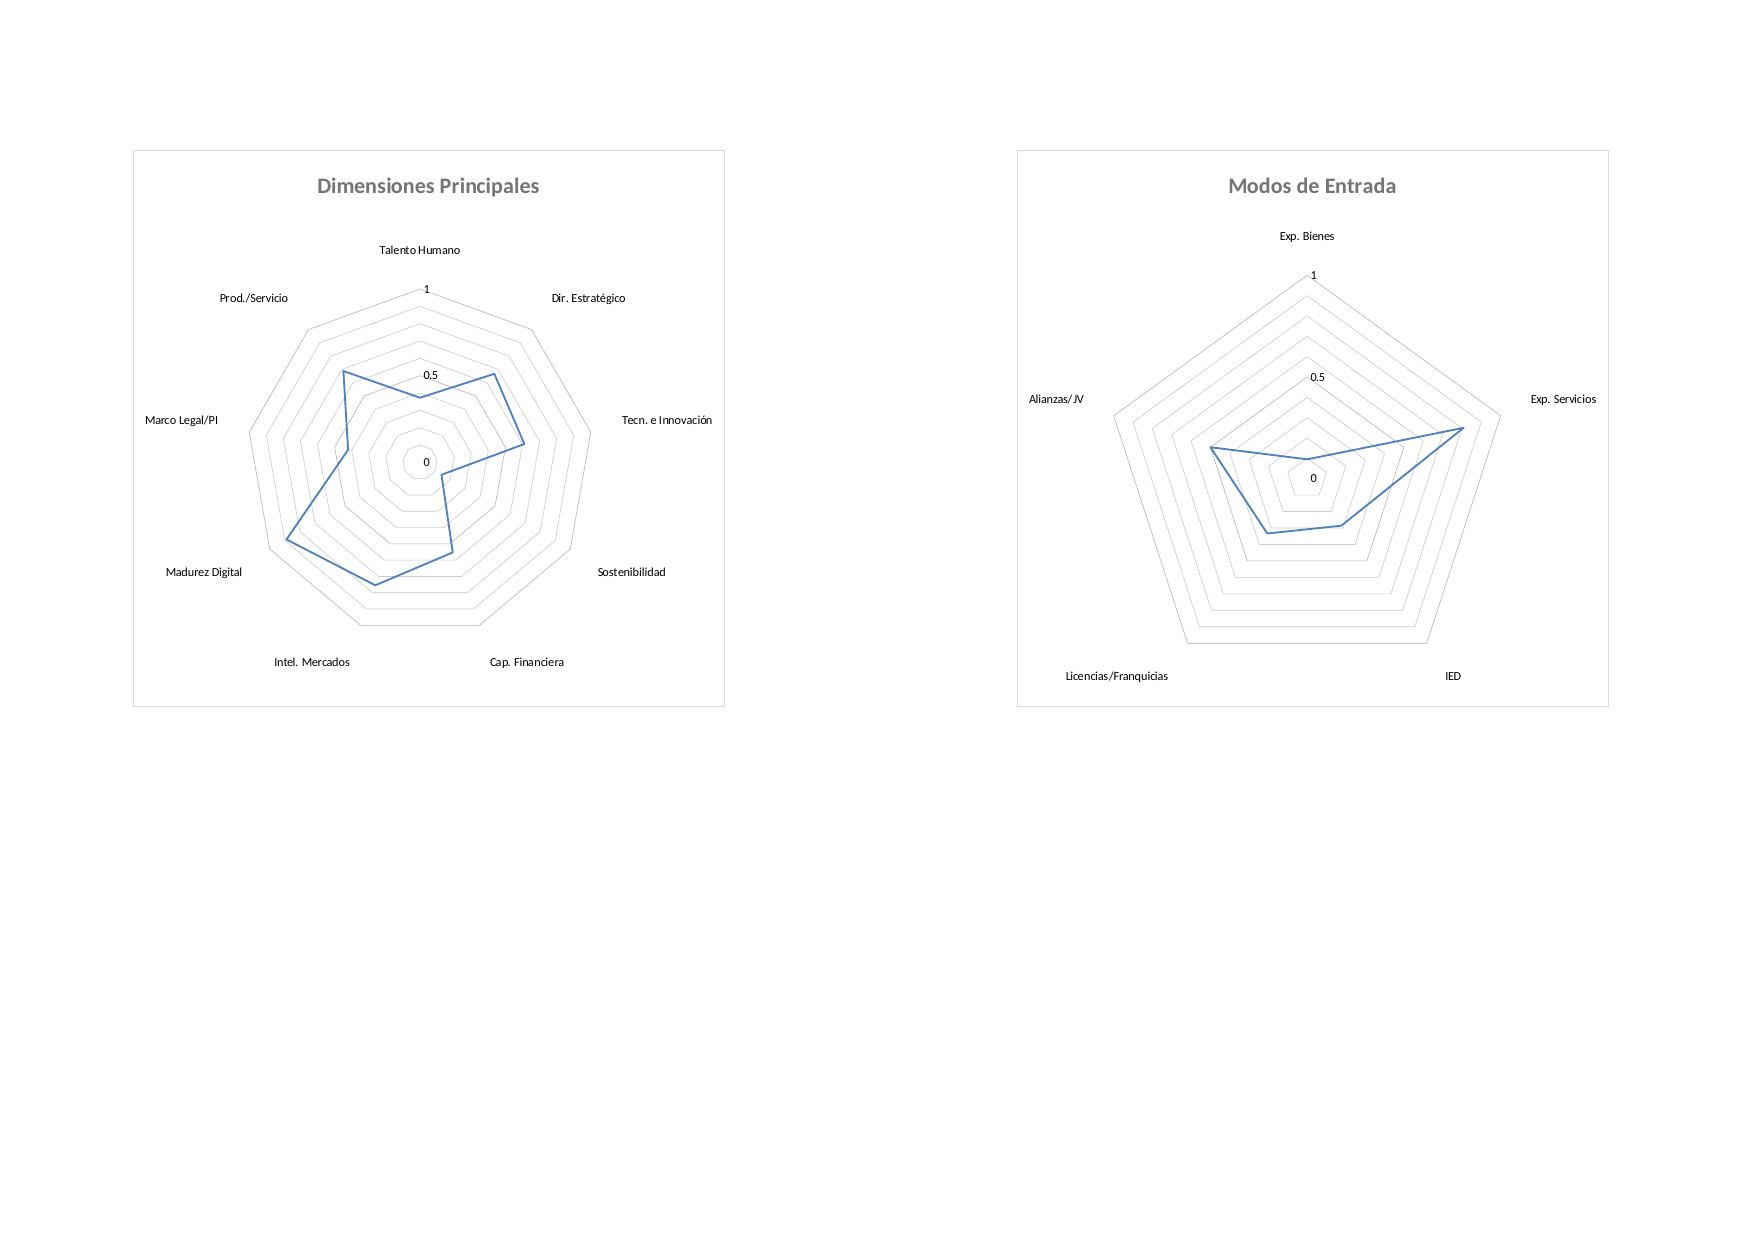 Dimensiones Principales
Talento Humano
1
Prod./Servicio
Dir. Estratégico
0.5
Marco Legal/PI
Tecn. e Innovación
0
Madurez Digital
Sostenibilidad
Intel. Mercados
Cap. Financiera
Modos de Entrada
Exp. Bienes
1
0.5
Alianzas/JV
Exp. Servicios
0
Licencias/Franquicias
IED